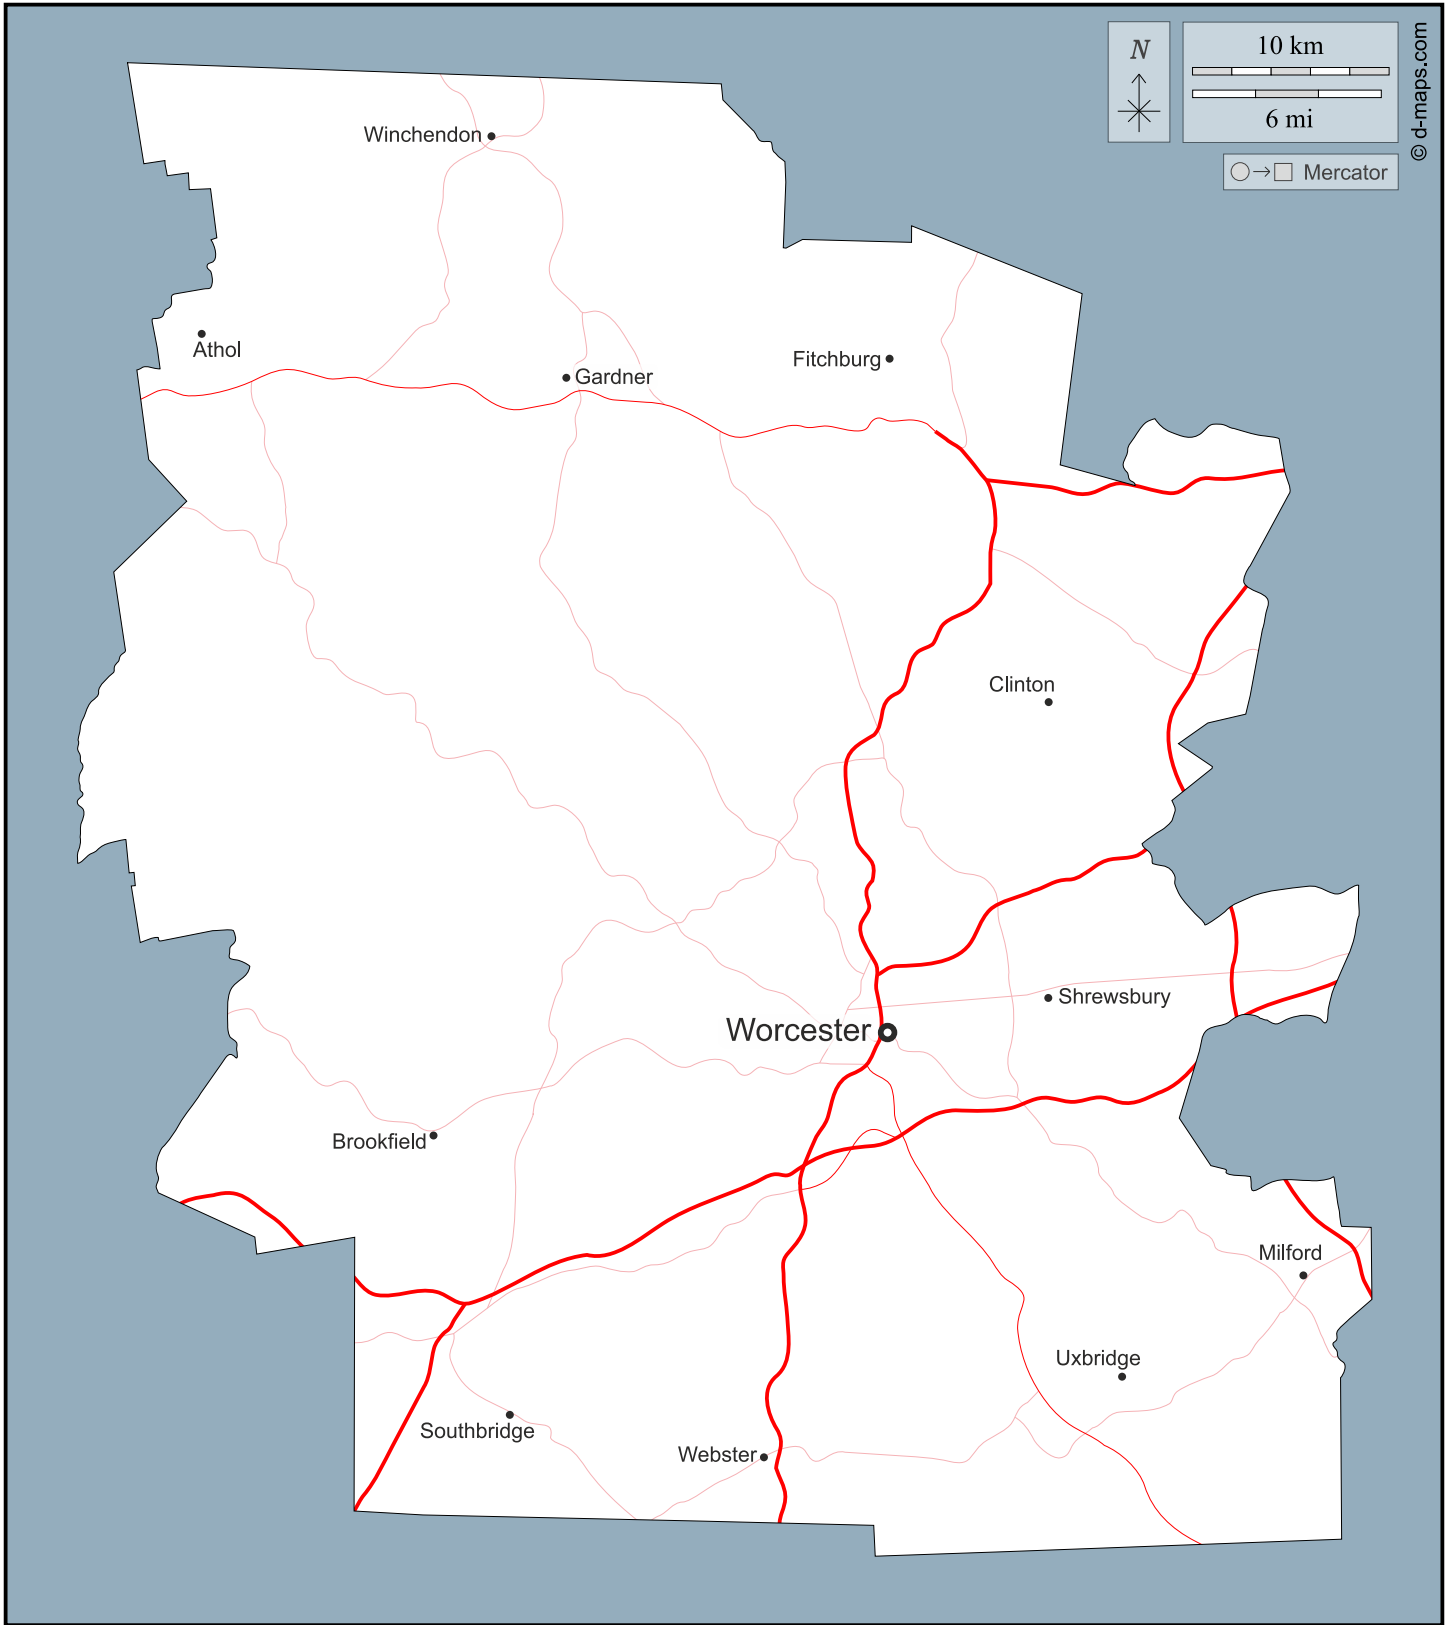 N
10 km
6 mi
© d-maps.com
Mercator
Winchendon
Athol
Gardner
Fitchburg
Clinton
Shrewsbury
Worcester
Brookfield
Milford
Uxbridge
Southbridge
Webster